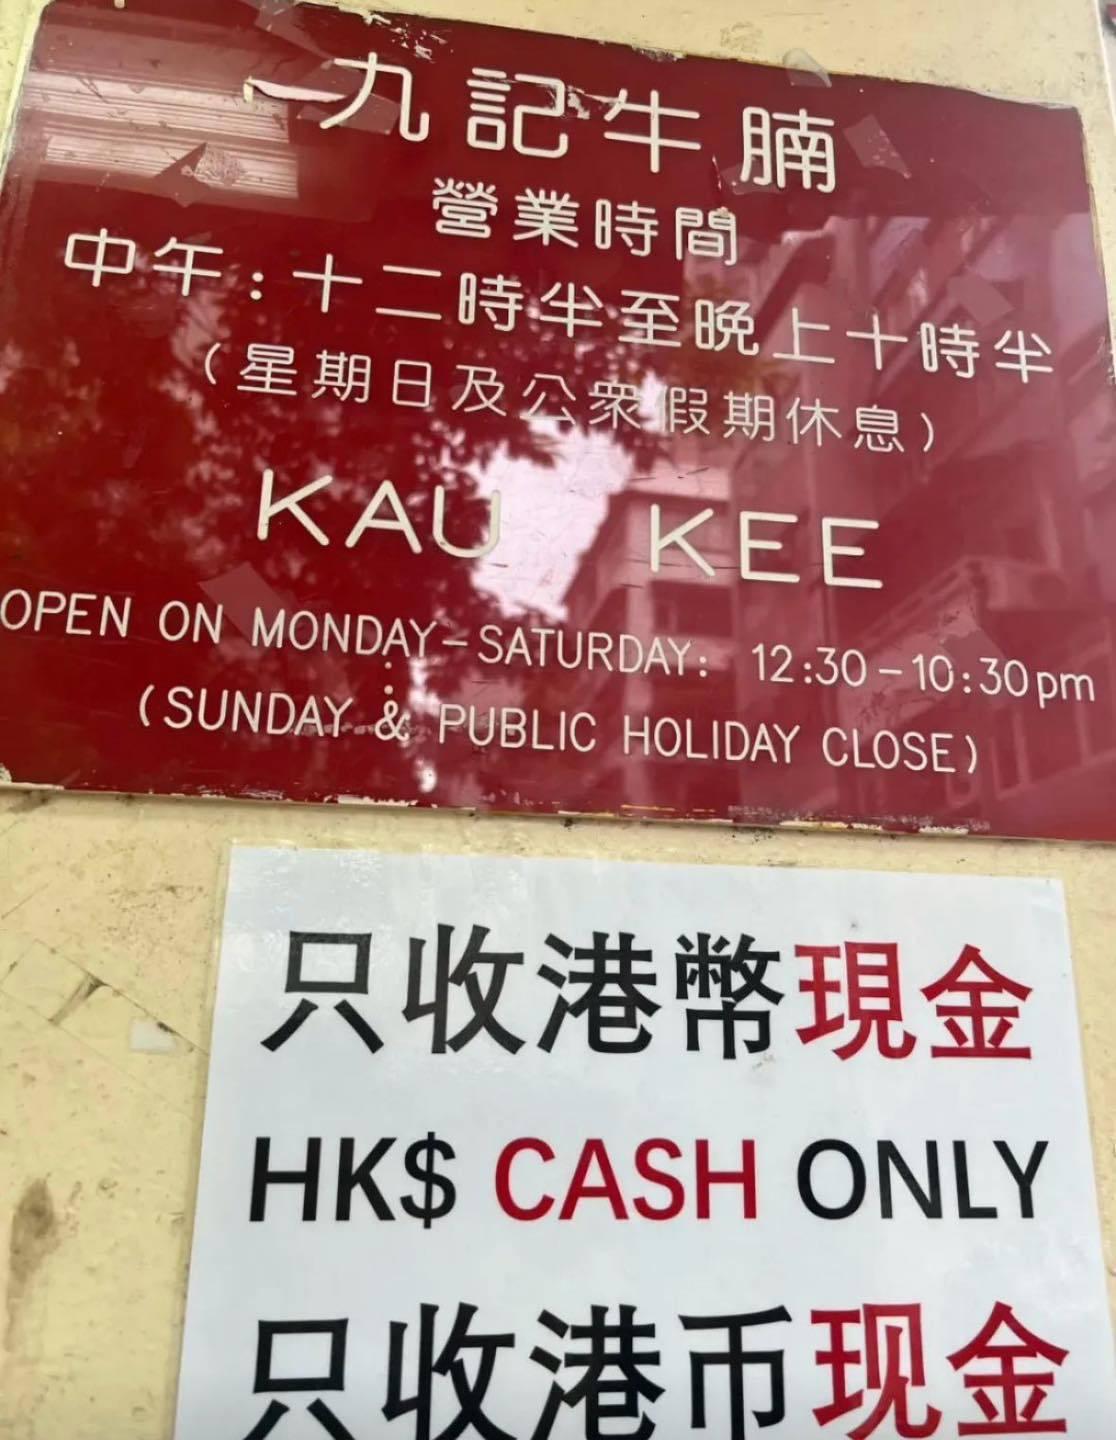 九記牛腩
營業時間
中午:十二時半至晚上十時半
(星期日及公眾假期休息)
KAU KEE
OPEN ON MONDAY-SATURDAY: 12:30-10:30pm
(SUNDAY & PUBLIC HOLIDAY CLOSE)
只收港幣現金
HK$ CASH ONLY
只收港币现金